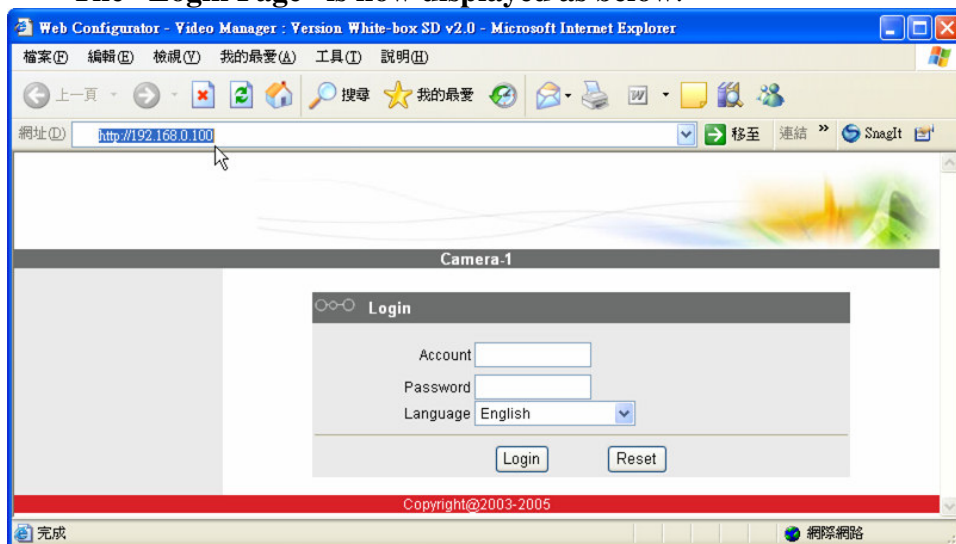 The "Login Page" is now displayed as below.
Web Configurator - Video Manager : Version White-box SD v2.0 - Microsoft Internet Explorer
檔案(F) 編輯(E) 檢視(V) 我的最愛(A) 工具(T) 說明(H)
上一頁 搜尋 我的最愛
網址(D) http://192.168.0.100 移至 連結 » SnagIt
Camera-1
Login
Account
Password
Language English
Login Reset
Copyright@2003-2005
完成 網際網路